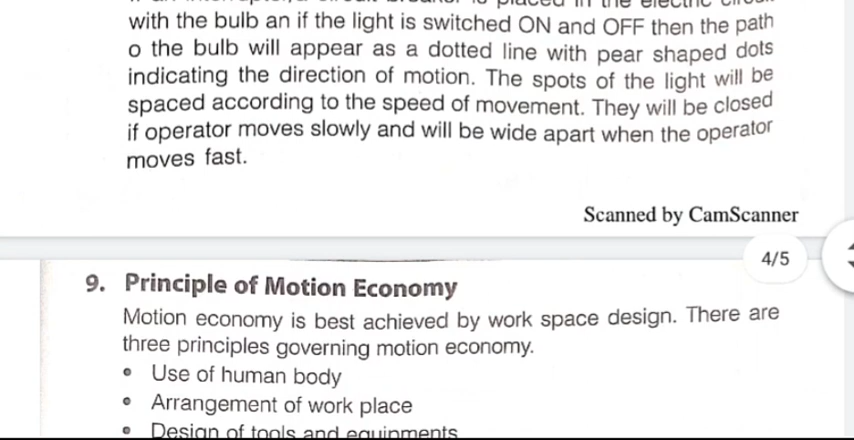 with the bulb an if the light is switched ON and OFF then the path
o the bulb will appear as a dotted line with pear shaped dots
indicating the direction of motion. The spots of the light will be
spaced according to the speed of movement. They will be closed
if operator moves slowly and will be wide apart when the operator
moves fast.
Scanned by CamScanner
4/5
9. Principle of Motion Economy
Motion economy is best achieved by work space design. There are
three principles governing motion economy.
• Use of human body
• Arrangement of work place
• Design of tools and equipments